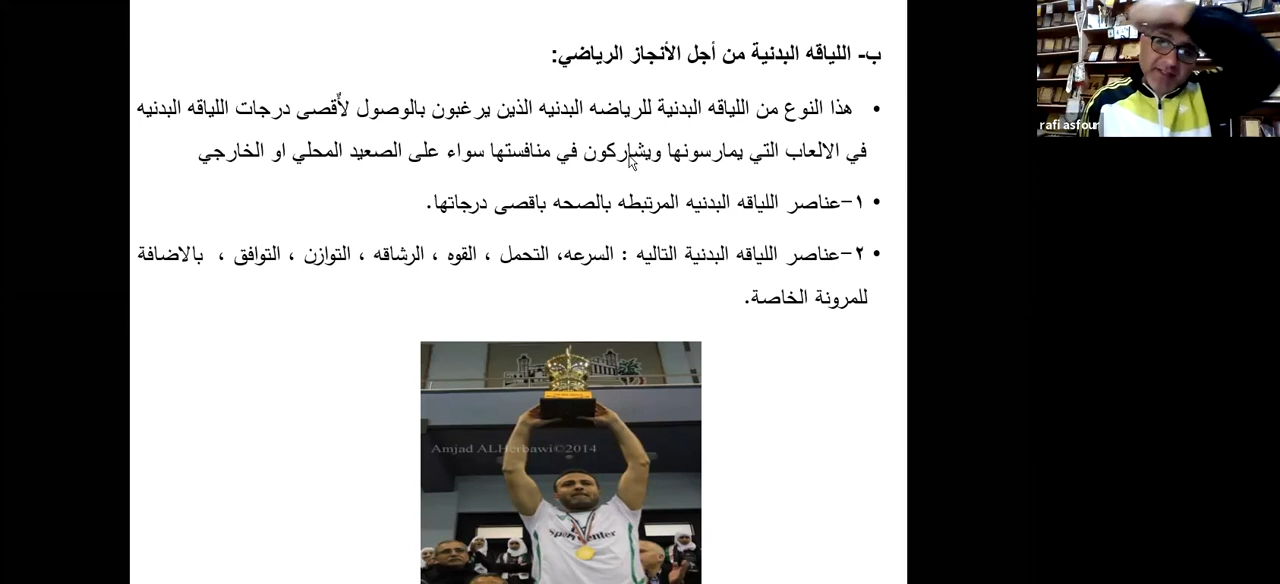 ب- اللياقه البدنية من أجل الأنجاز الرياضي:
• هذا النوع من اللياقه البدنية للرياضه البدنيه الذين يرغبون بالوصول لأقصى درجات اللياقه البدنيه
في الالعاب التي يمارسونها ويشاركون في منافستها سواء على الصعيد المحلي او الخارجي
• ١-عناصر اللياقه البدنيه المرتبطه بالصحه باقصى درجاتها.
• ٢-عناصر اللياقه البدنية التاليه : السرعه، التحمل ، القوه ، الرشاقه ، التوازن ، التوافق ، بالاضافة
للمرونة الخاصة.
rafi asfour
Amjad ALHerbawi©2014
Sport Center